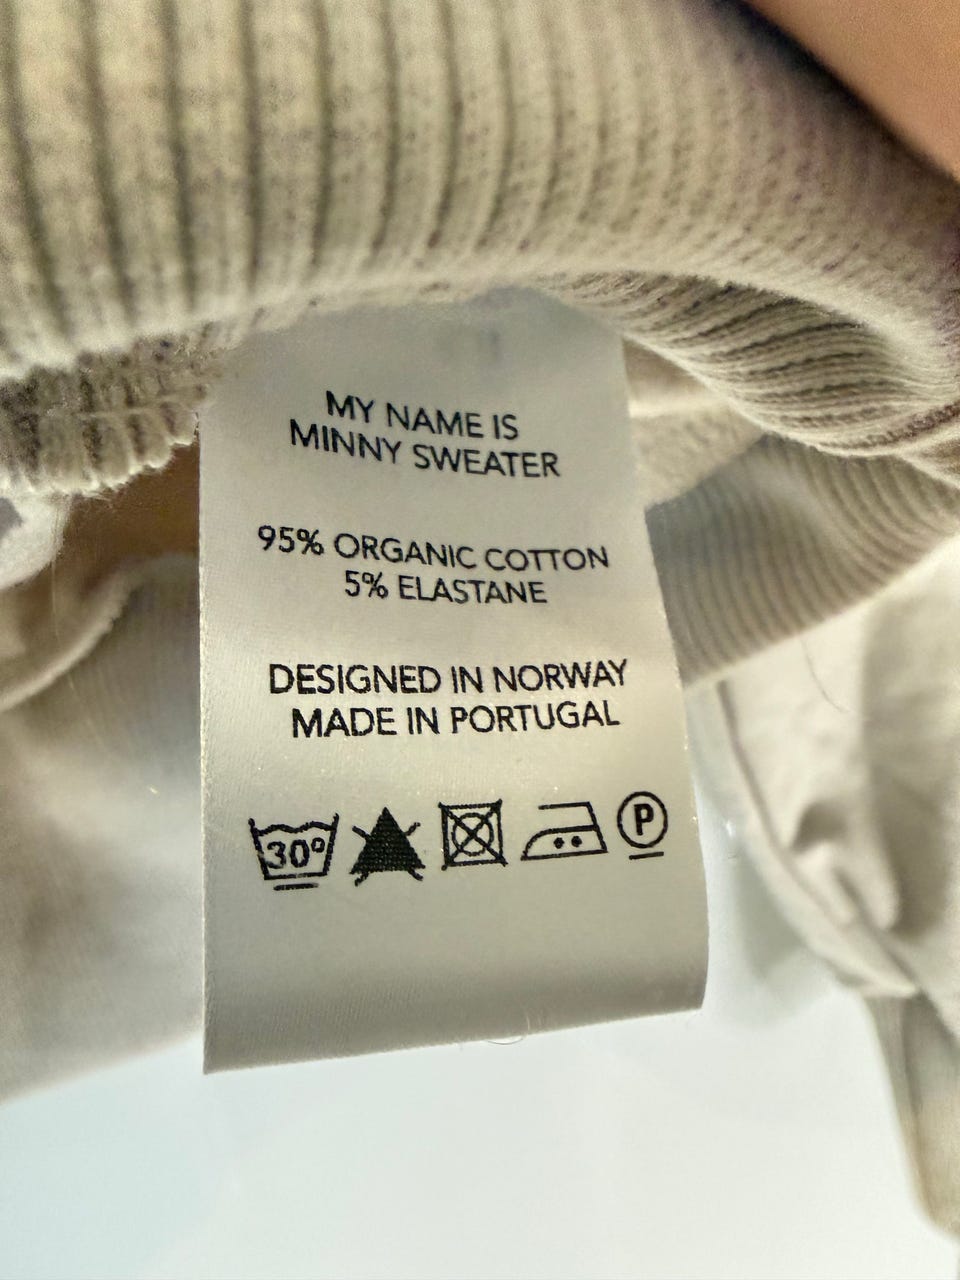 MY NAME IS
MINNY SWEATER
95% ORGANIC COTTON
5% ELASTANE
DESIGNED IN NORWAY
MADE IN PORTUGAL
30° P